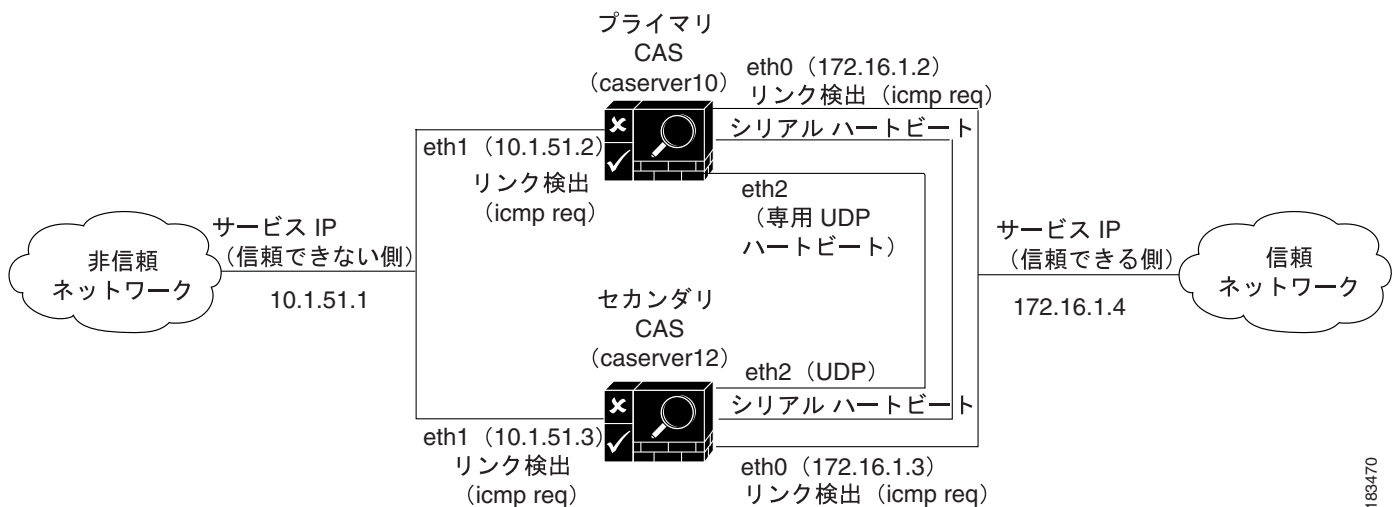 プライマリ
CAS
（caserver10）
eth0（172.16.1.2）
リンク検出（icmp req）
シリアル ハートビート
eth1（10.1.51.2）
リンク検出
（icmp req）
eth2
（専用 UDP
ハートビート）
サービス IP
（信頼できない側）
10.1.51.1
非信頼
ネットワーク
サービス IP
（信頼できる側）
172.16.1.4
信頼
ネットワーク
セカンダリ
CAS
（caserver12）
eth2（UDP）
シリアル ハートビート
eth1（10.1.51.3）
リンク検出
（icmp req）
eth0（172.16.1.3）
リンク検出（icmp req）
183470